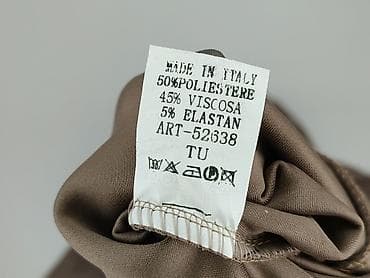 MADE IN ITALY
50%POLIESTERE
45% VISCOSA
5% ELASTAN
ART-52638
TU